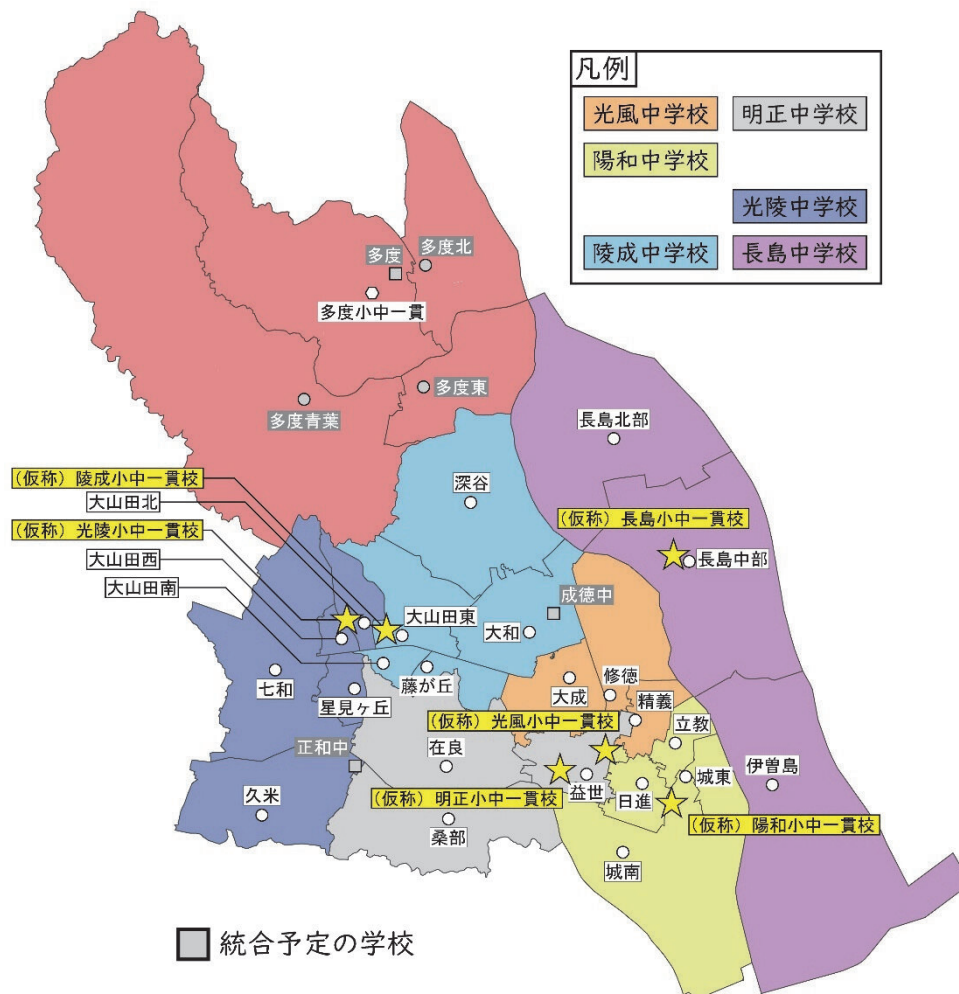 凡例
光風中学校
明正中学校
陽和中学校
光陵中学校
陵成中学校
長島中学校
多度
多度北
多度小中一貫
多度東
多度青葉
長島北部
(仮称)陵成小中一貫校
大山田北
(仮称)光陵小中一貫校
大山田西
大山田南
深谷
(仮称)長島小中一貫校
長島中部
成徳中
大山田東
大和
七和
星見ヶ丘
藤が丘
大成
修徳
精義
(仮称)光風小中一貫校
立教
正和中
在良
城東
伊曽島
久米
(仮称)明正小中一貫校
益世
日進
(仮称)陽和小中一貫校
桑部
城南
統合予定の学校